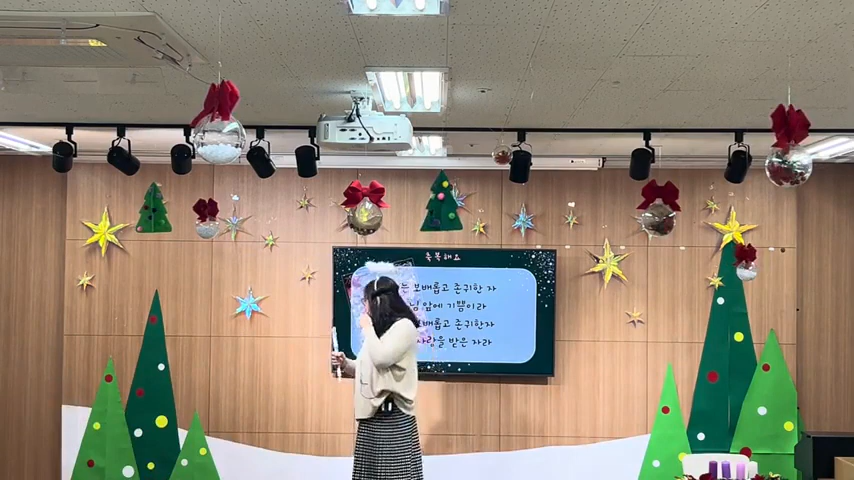 축복해요
는 보배롭고 존귀한 자
님 앞에 기쁨이라
보배롭고 존귀한자
사랑을 받은 자라